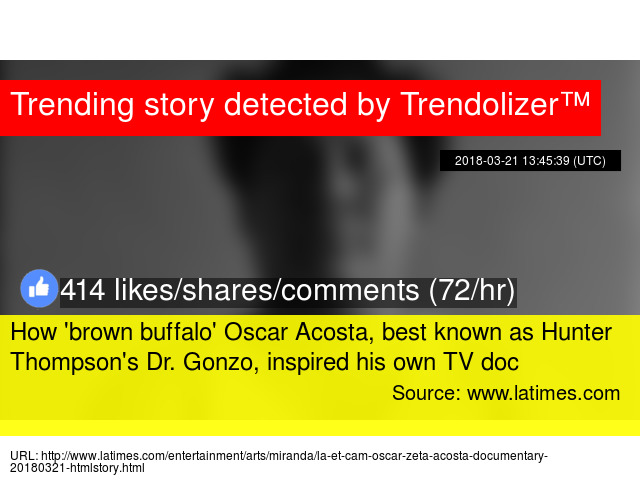 Trending story detected by Trendolizer™
2018-03-21 13:45:39 (UTC)
414 likes/shares/comments (72/hr)
How 'brown buffalo' Oscar Acosta, best known as Hunter
Thompson's Dr. Gonzo, inspired his own TV doc
Source: www.latimes.com
URL: http://www.latimes.com/entertainment/arts/miranda/la-et-cam-oscar-zeta-acosta-documentary-
20180321-htmlstory.html